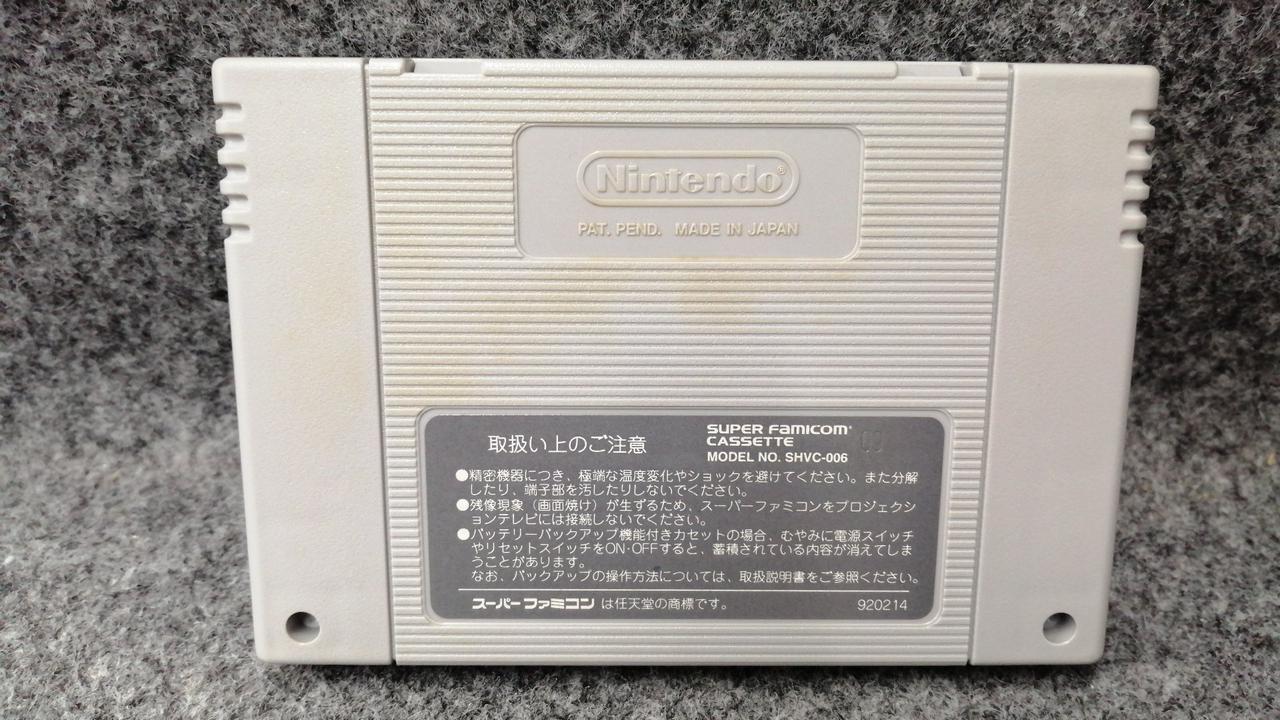 Nintendo®
PAT. PEND. MADE IN JAPAN
取扱い上のご注意
SUPER FAMICOM®
CASSETTE
MODEL NO. SHVC-006
●精密機器につき、極端な温度変化やショックを避けてください。また分解
したり、端子部を汚したりしないでください。
●残像現象(画面焼け)が生ずるため、スーパーファミコンをプロジェクシ
ョンテレビには接続しないでください。
●バッテリーバックアップ機能付きカセットの場合、むやみに電源スイッチ
やリセットスイッチをON·OFFすると、蓄積されている内容が消えてしま
うことがあります。
なお、バックアップの操作方法については、取扱説明書をご参照ください。
スーパーファミコン は任天堂の商標です。 920214